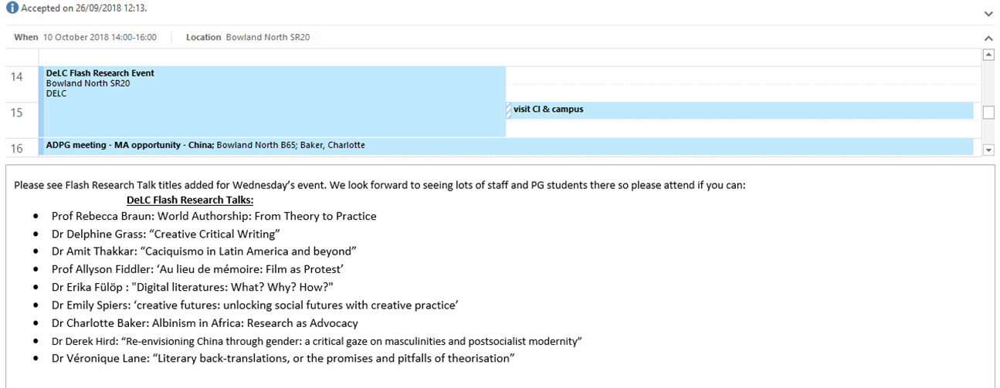 Accepted on 26/09/2018 12:13.
When 10 October 2018 14:00-16:00 Location Bowland North SR20
14
DeLC Flash Research Event
Bowland North SR20
DELC
15
visit CI & campus
16
ADPG meeting - MA opportunity - China; Bowland North B65; Baker, Charlotte
Please see Flash Research Talk titles added for Wednesday’s event. We look forward to seeing lots of staff and PG students there so please attend if you can:
DeLC Flash Research Talks:
• Prof Rebecca Braun: World Authorship: From Theory to Practice
• Dr Delphine Grass: “Creative Critical Writing”
• Dr Amit Thakkar: “Caciquismo in Latin America and beyond”
• Prof Allyson Fiddler: ‘Au lieu de mémoire: Film as Protest’
• Dr Erika Fülöp : "Digital literatures: What? Why? How?"
• Dr Emily Spiers: ‘creative futures: unlocking social futures with creative practice’
• Dr Charlotte Baker: Albinism in Africa: Research as Advocacy
• Dr Derek Hird: “Re-envisioning China through gender: a critical gaze on masculinities and postsocialist modernity”
• Dr Véronique Lane: “Literary back-translations, or the promises and pitfalls of theorisation”